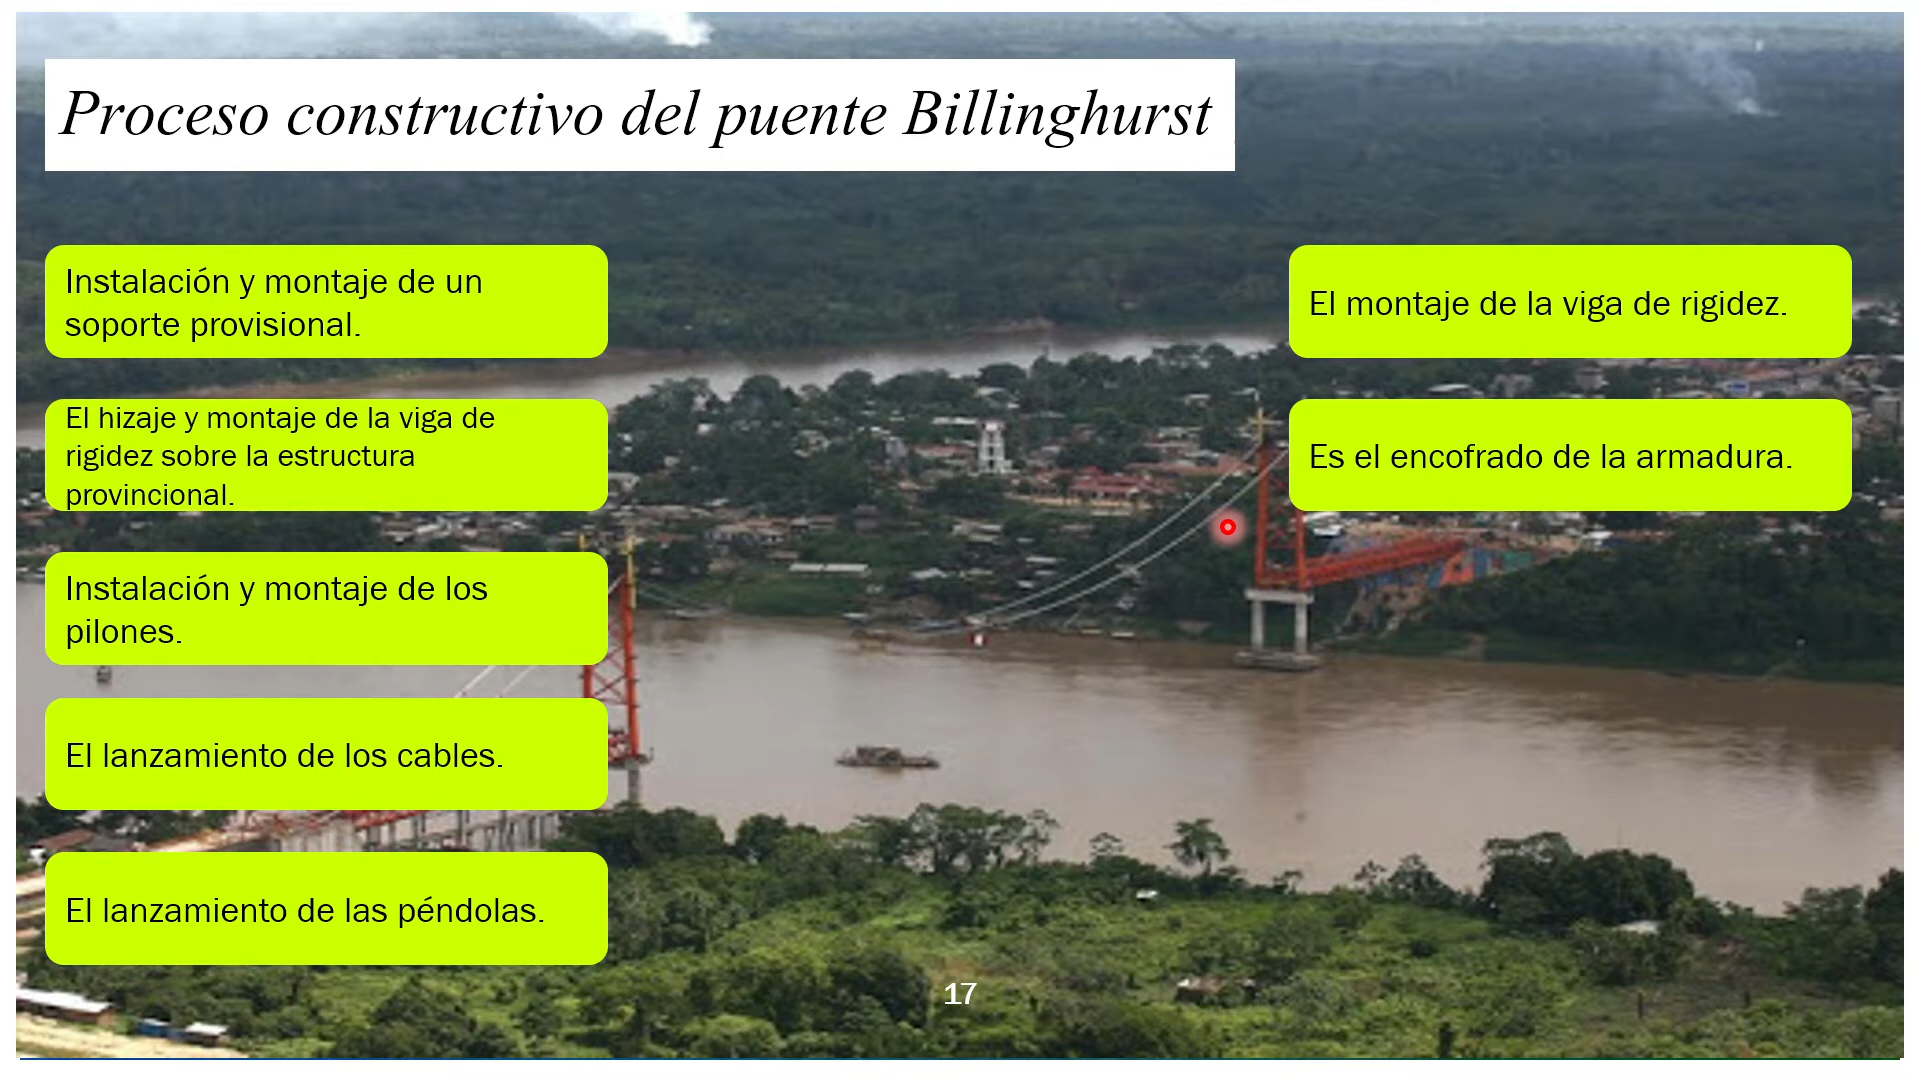 Proceso constructivo del puente Billinghurst
Instalación y montaje de un
soporte provisional.
El hizaje y montaje de la viga de
rigidez sobre la estructura
provincional.
Instalación y montaje de los
pilones.
El lanzamiento de los cables.
El lanzamiento de las péndolas.
El montaje de la viga de rigidez.
Es el encofrado de la armadura.
17